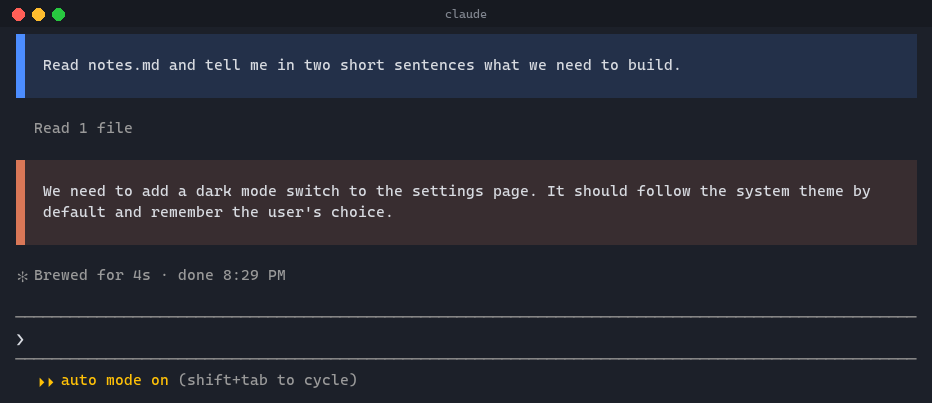 claude
Read notes.md and tell me in two short sentences what we need to build.
Read 1 file
We need to add a dark mode switch to the settings page. It should follow the system theme by
default and remember the user's choice.
✻ Brewed for 4s · done 8:29 PM
❯
⏵⏵ auto mode on (shift+tab to cycle)